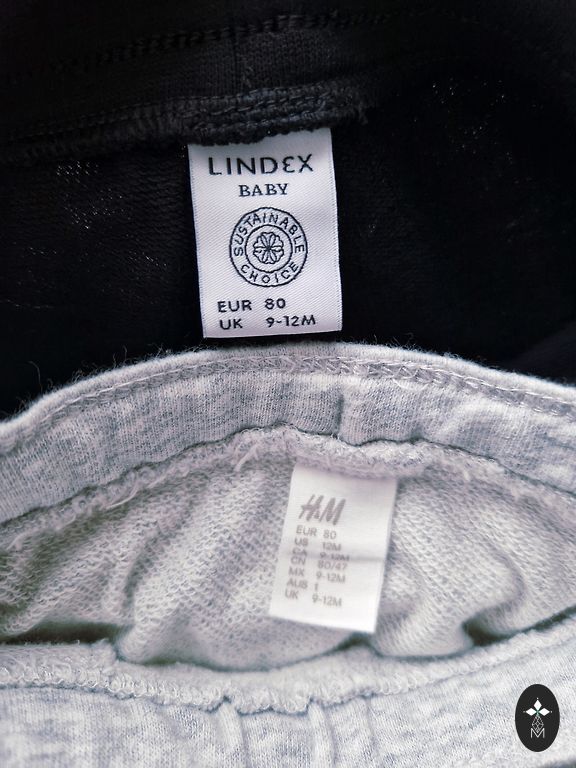 LINDEX
BABY
SUSTAINABLE
CHOICE
EUR 80
UK 9-12M
H&M
EUR 80
US 12M
CA 9-12M
CN 80/47
MX 9-12M
AUS 1
UK 9-12M
M